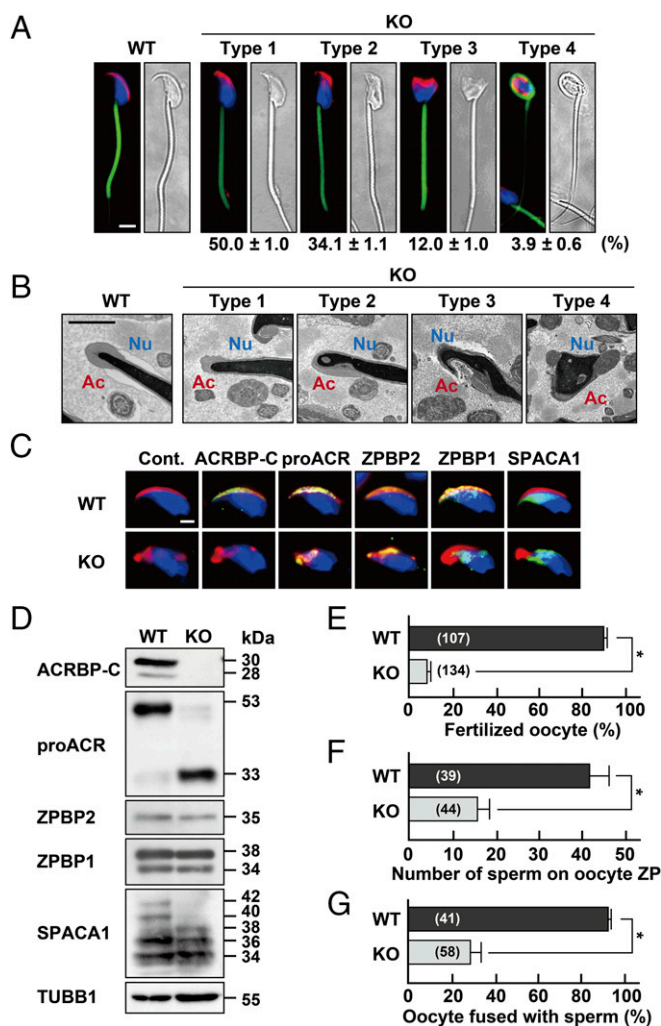 A
KO
WT Type 1 Type 2 Type 3 Type 4
50.0 ± 1.0 34.1 ± 1.1 12.0 ± 1.0 3.9 ± 0.6 (%)
B
KO
WT Type 1 Type 2 Type 3 Type 4
Nu Nu Nu Nu Nu
Ac Ac Ac Ac Ac
C
Cont. ACRBP-C proACR ZPBP2 ZPBP1 SPACA1
WT
KO
D
WT KO kDa
ACRBP-C
30
28
proACR
53
33
ZPBP2
35
ZPBP1
38
34
SPACA1
42
40
38
36
34
TUBB1
55
E
WT (107)
KO (134)
*
0 20 40 60 80 100
Fertilized oocyte (%)
F
WT (39)
KO (44)
*
0 10 20 30 40 50
Number of sperm on oocyte ZP
G
WT (41)
KO (58)
*
0 20 40 60 80 100
Oocyte fused with sperm (%)